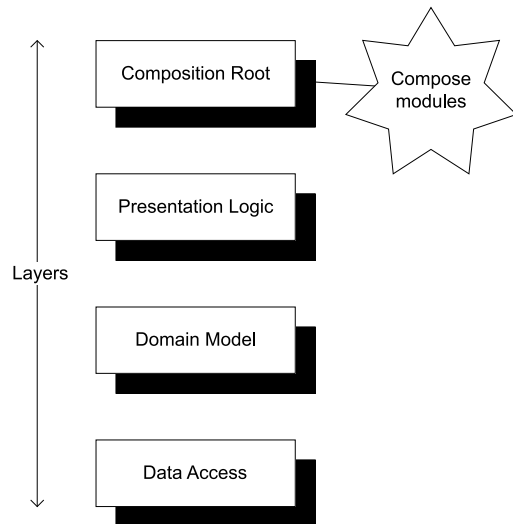 Composition Root
Compose
modules
Presentation Logic
Layers
Domain Model
Data Access